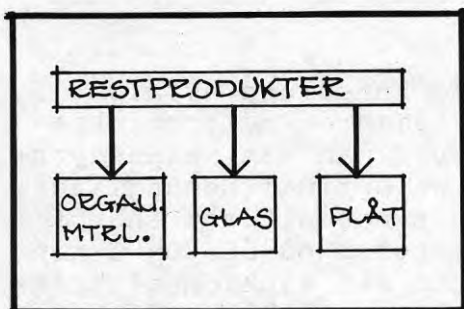 RESTPRODUKTER
ORGAN.
MTRL.
GLAS
PLÅT